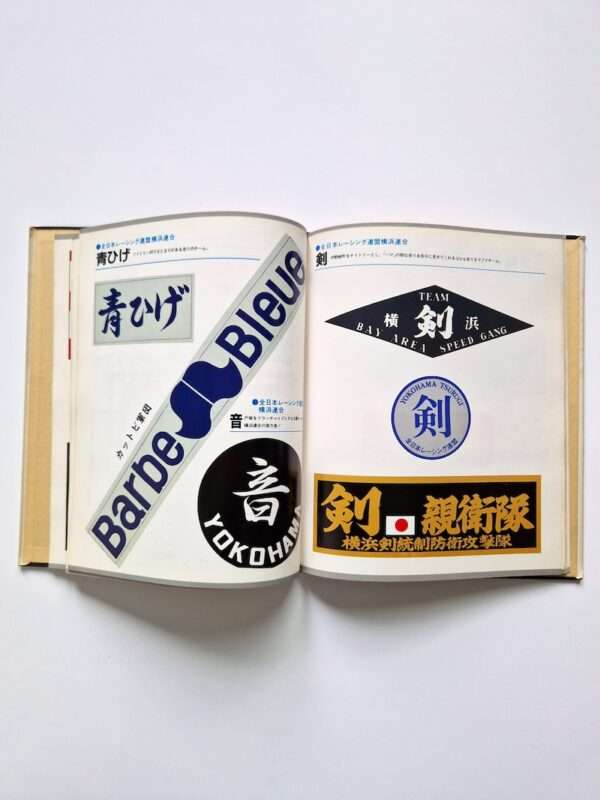 ●全日本レーシング連盟横浜連合
青ひげ
青ひげ
Barbe Bleue
カットビ軍団
●全日本レーシング
横浜連合
音
音
YOKOHAMA
●全日本レーシング連盟横浜連合
剣
TEAM
横 剣 浜
BAY AREA SPEED GANG
YOKOHAMA TSURUGI
剣
全日本レーシング連盟
剣 親衛隊
横浜剣統制防衛攻撃隊